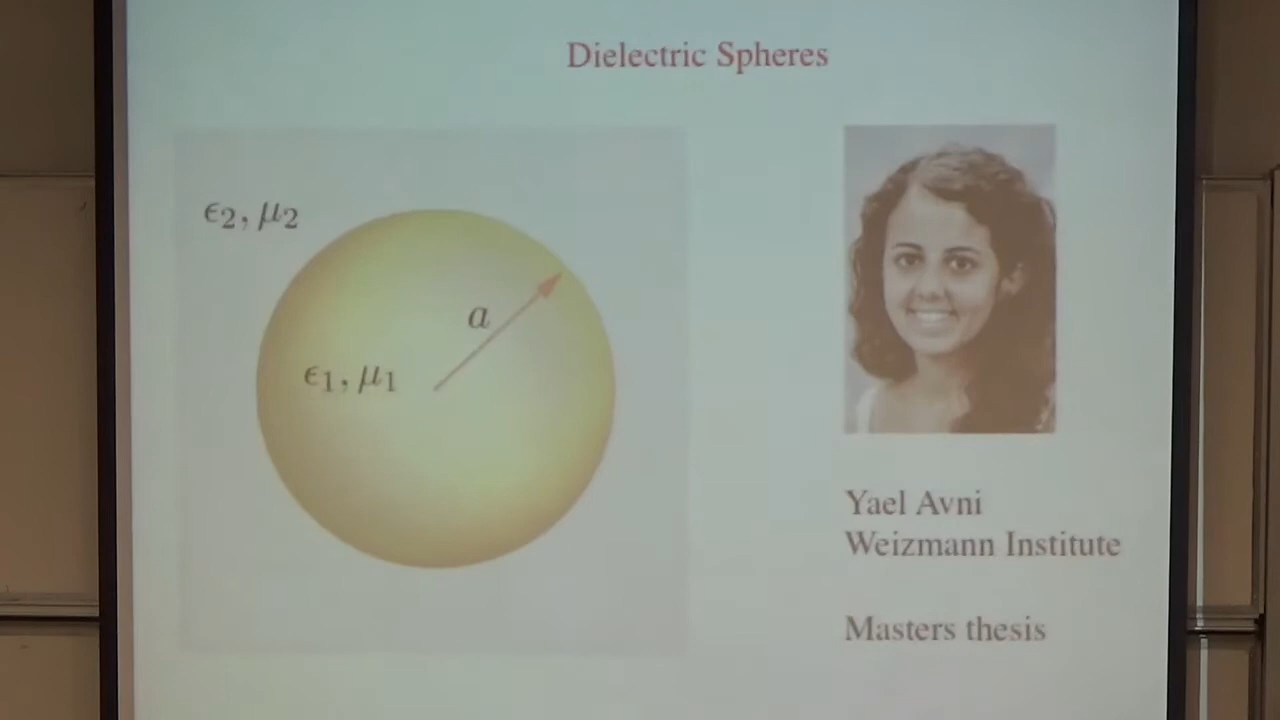 Dielectric Spheres
ϵ₂, μ₂
a
ϵ₁, μ₁
Yael Avni
Weizmann Institute
Masters thesis